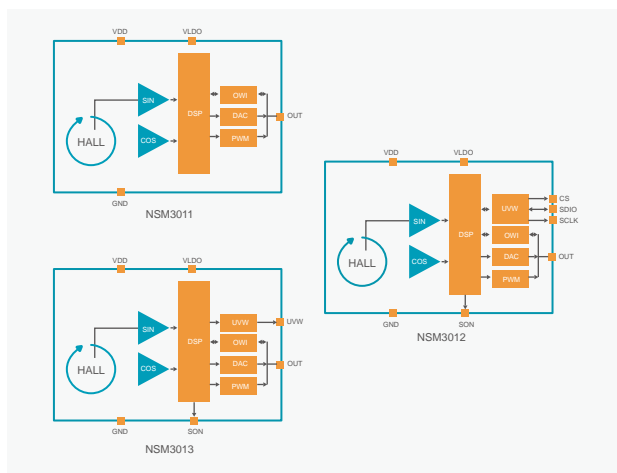 VDD
VLDO
SIN
HALL
COS
DSP
OWI
DAC
PWM
OUT
GND
NSM3011
VDD
VLDO
SIN
HALL
COS
DSP
UVW
OWI
DAC
PWM
CS
SDIO
SCLK
OUT
GND
SON
NSM3012
VDD
VLDO
SIN
HALL
COS
DSP
UVW
OWI
DAC
PWM
UVW
OUT
GND
SON
NSM3013